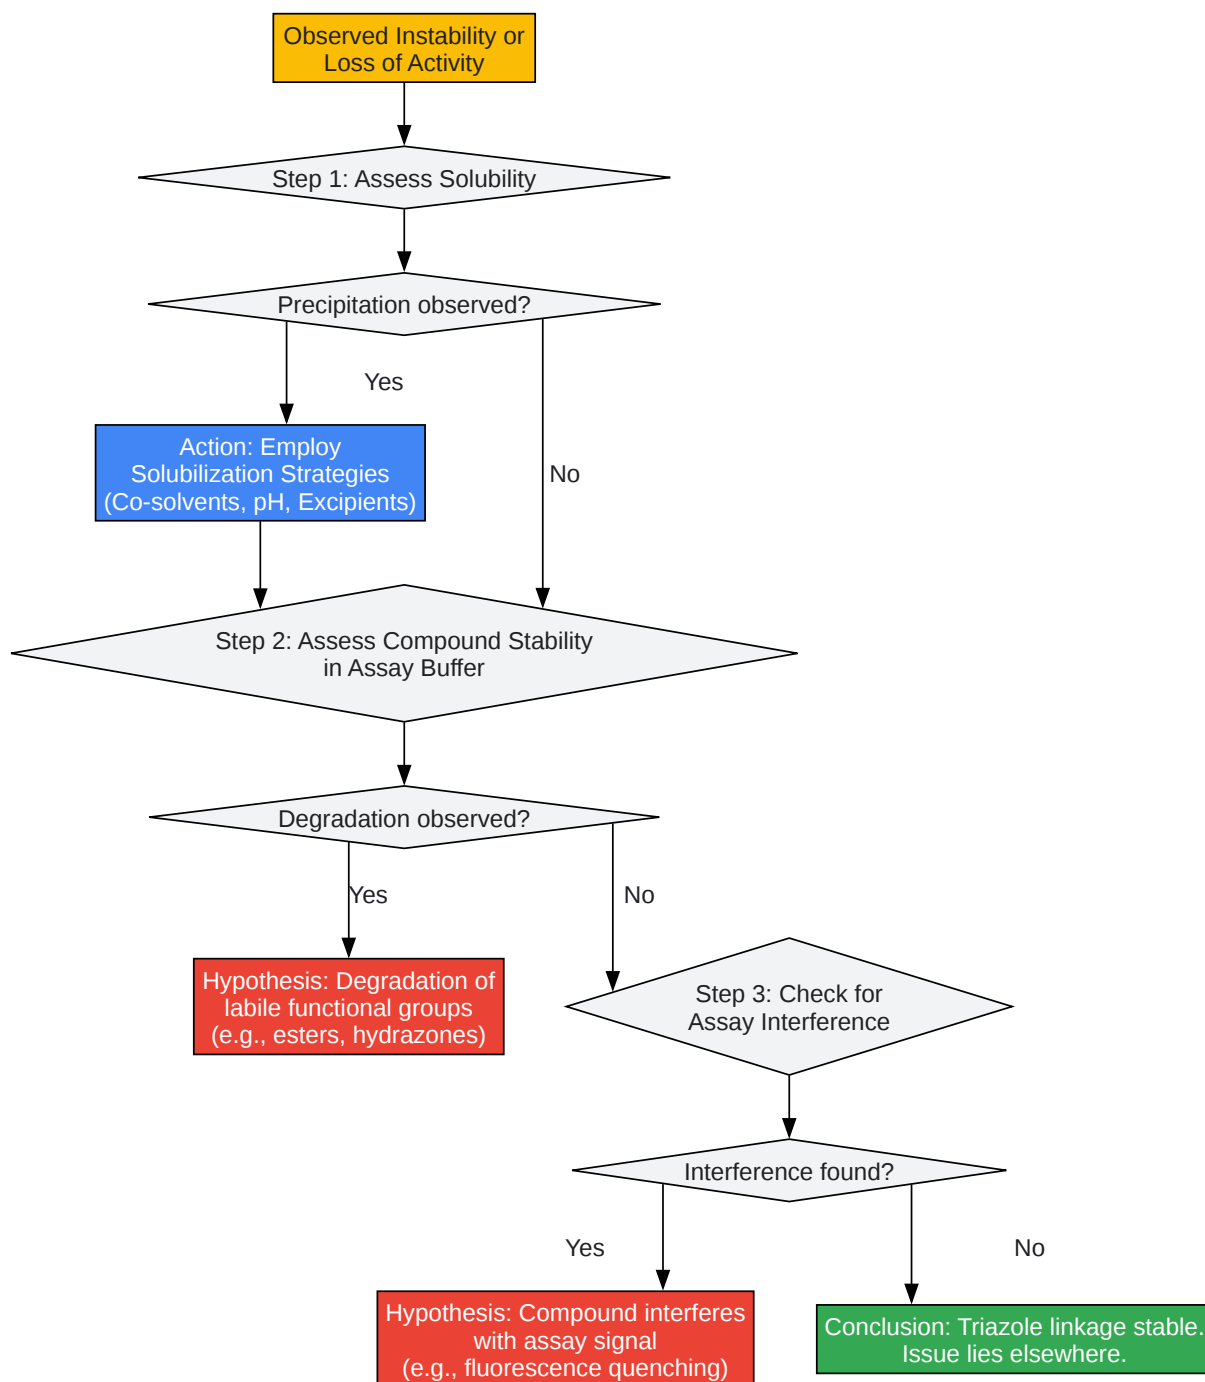 Observed Instability or
Loss of Activity
Step 1: Assess Solubility
Precipitation observed?
Yes
Action: Employ
Solubilization Strategies
(Co-solvents, pH, Excipients)
No
Step 2: Assess Compound Stability
in Assay Buffer
Degradation observed?
Yes
No
Hypothesis: Degradation of
labile functional groups
(e.g., esters, hydrazones)
Step 3: Check for
Assay Interference
Interference found?
Yes
No
Hypothesis: Compound interferes
with assay signal
(e.g., fluorescence quenching)
Conclusion: Triazole linkage stable.
Issue lies elsewhere.